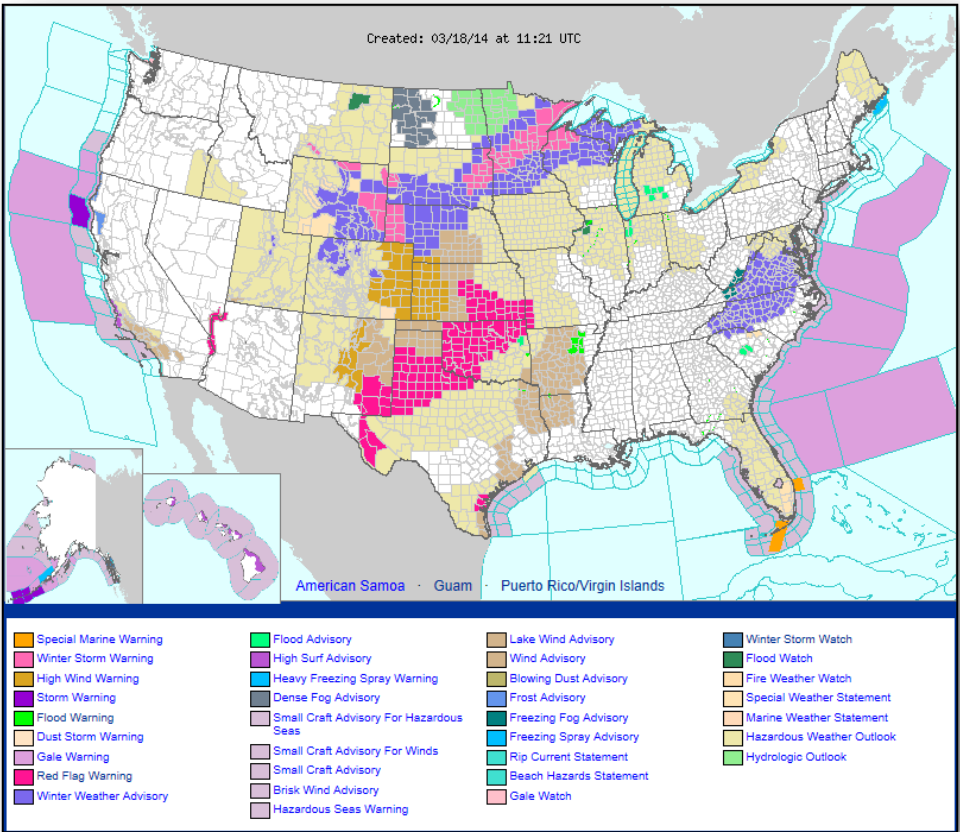 Created: 03/18/14 at 11:21 UTC
American Samoa · Guam · Puerto Rico/Virgin Islands
Special Marine Warning
Winter Storm Warning
High Wind Warning
Storm Warning
Flood Warning
Dust Storm Warning
Gale Warning
Red Flag Warning
Winter Weather Advisory
Flood Advisory
High Surf Advisory
Heavy Freezing Spray Warning
Dense Fog Advisory
Small Craft Advisory For Hazardous
Seas
Small Craft Advisory For Winds
Small Craft Advisory
Brisk Wind Advisory
Hazardous Seas Warning
Lake Wind Advisory
Wind Advisory
Blowing Dust Advisory
Frost Advisory
Freezing Fog Advisory
Freezing Spray Advisory
Rip Current Statement
Beach Hazards Statement
Gale Watch
Winter Storm Watch
Flood Watch
Fire Weather Watch
Special Weather Statement
Marine Weather Statement
Hazardous Weather Outlook
Hydrologic Outlook